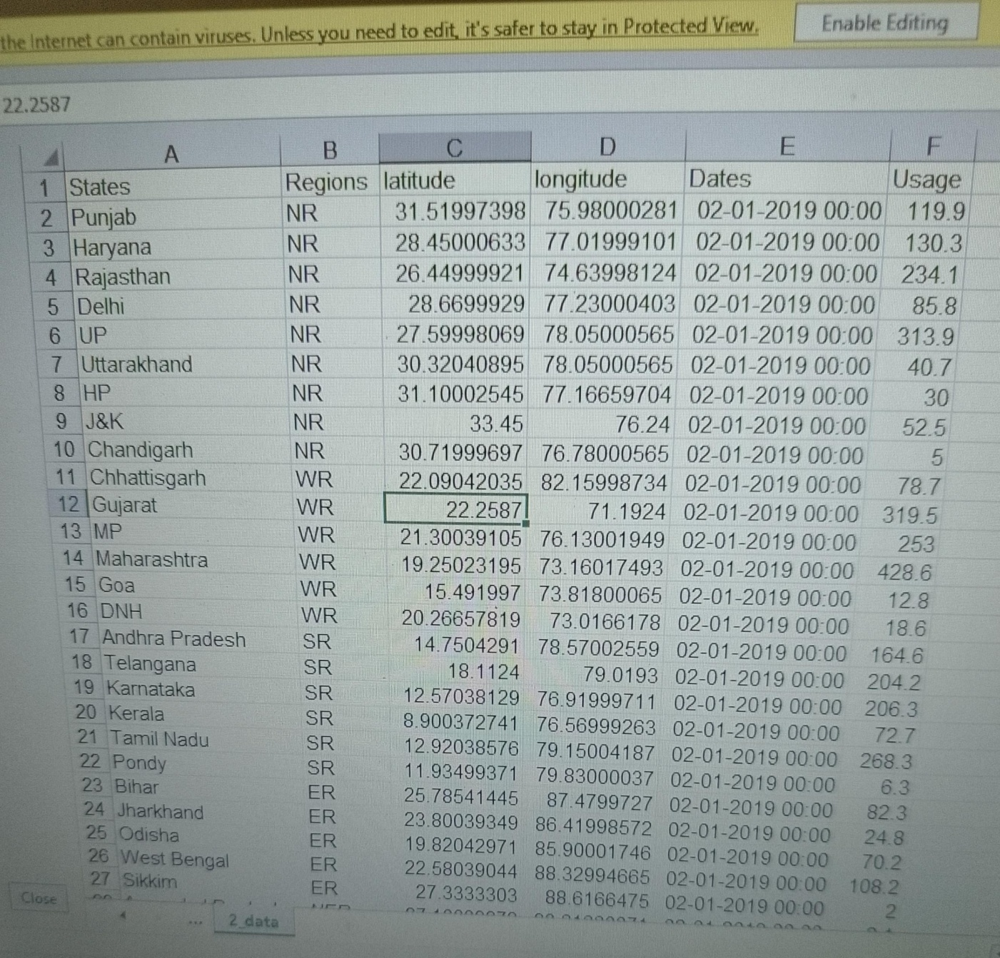 the Internet can contain viruses. Unless you need to edit, it's safer to stay in Protected View. Enable Editing
22.2587
A B C D E F
1 States Regions latitude longitude Dates Usage
2 Punjab NR 31.51997398 75.98000281 02-01-2019 00:00 119.9
3 Haryana NR 28.45000633 77.01999101 02-01-2019 00:00 130.3
4 Rajasthan NR 26.44999921 74.63998124 02-01-2019 00:00 234.1
5 Delhi NR 28.6699929 77.23000403 02-01-2019 00:00 85.8
6 UP NR 27.59998069 78.05000565 02-01-2019 00:00 313.9
7 Uttarakhand NR 30.32040895 78.05000565 02-01-2019 00:00 40.7
8 HP NR 31.10002545 77.16659704 02-01-2019 00:00 30
9 J&K NR 33.45 76.24 02-01-2019 00:00 52.5
10 Chandigarh NR 30.71999697 76.78000565 02-01-2019 00:00 5
11 Chhattisgarh WR 22.09042035 82.15998734 02-01-2019 00:00 78.7
12 Gujarat WR 22.2587 71.1924 02-01-2019 00:00 319.5
13 MP WR 21.30039105 76.13001949 02-01-2019 00:00 253
14 Maharashtra WR 19.25023195 73.16017493 02-01-2019 00:00 428.6
15 Goa WR 15.491997 73.81800065 02-01-2019 00:00 12.8
16 DNH WR 20.26657819 73.0166178 02-01-2019 00:00 18.6
17 Andhra Pradesh SR 14.7504291 78.57002559 02-01-2019 00:00 164.6
18 Telangana SR 18.1124 79.0193 02-01-2019 00:00 204.2
19 Karnataka SR 12.57038129 76.91999711 02-01-2019 00:00 206.3
20 Kerala SR 8.900372741 76.56999263 02-01-2019 00:00 72.7
21 Tamil Nadu SR 12.92038576 79.15004187 02-01-2019 00:00 268.3
22 Pondy SR 11.93499371 79.83000037 02-01-2019 00:00 6.3
23 Bihar ER 25.78541445 87.4799727 02-01-2019 00:00 82.3
24 Jharkhand ER 23.80039349 86.41998572 02-01-2019 00:00 24.8
25 Odisha ER 19.82042971 85.90001746 02-01-2019 00:00 70.2
26 West Bengal ER 22.58039044 88.32994665 02-01-2019 00:00 108.2
27 Sikkim ER 27.3333303 88.6166475 02-01-2019 00:00 2
Close ... 2_data